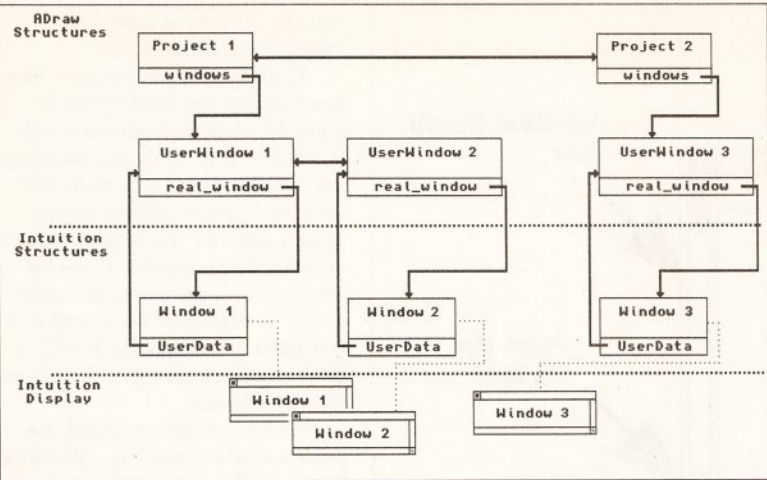 ADraw
Structures
Project 1
windows
Project 2
windows
UserWindow 1
real_window
UserWindow 2
real_window
UserWindow 3
real_window
Intuition
Structures
Window 1
UserData
Window 2
UserData
Window 3
UserData
Intuition
Display
Window 1
Window 2
Window 3